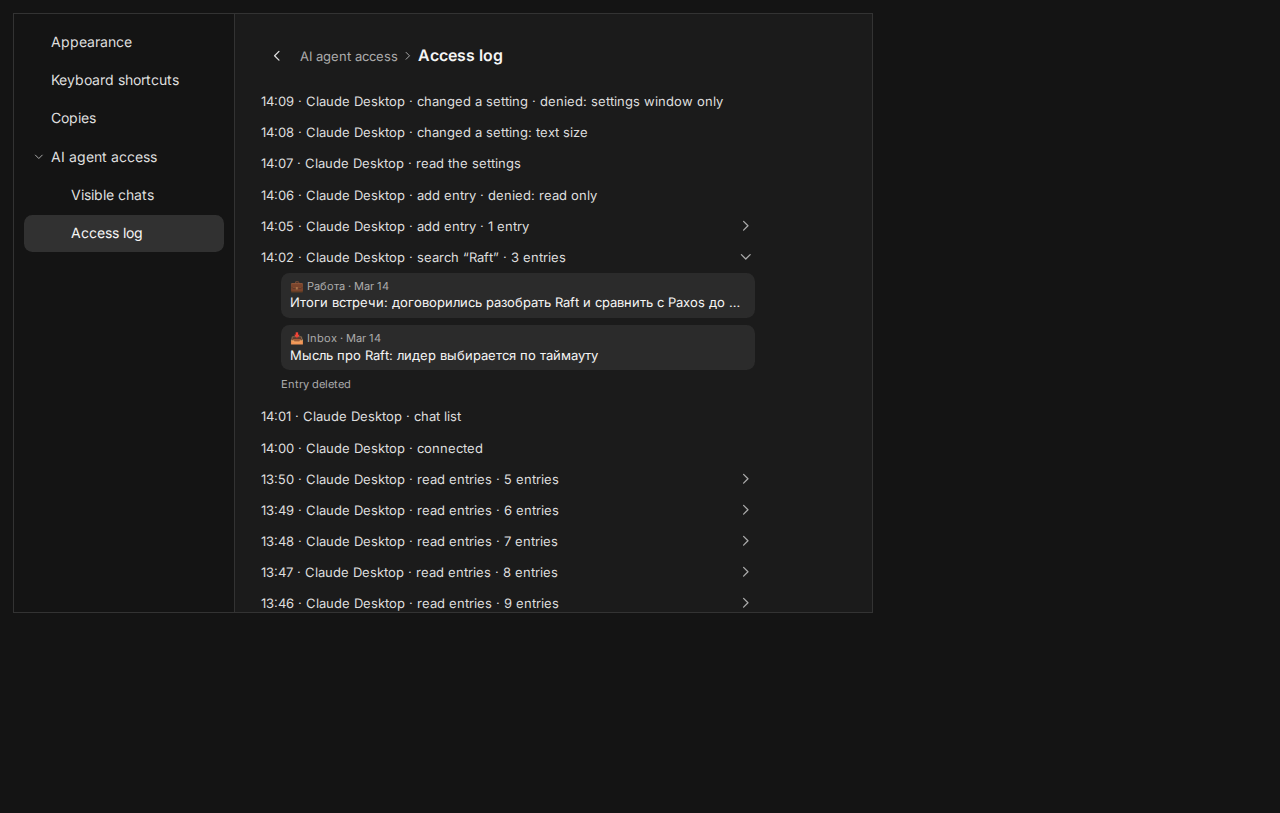 Appearance
Keyboard shortcuts
Copies
AI agent access
Visible chats
Access log
AI agent access > Access log
14:09 · Claude Desktop · changed a setting · denied: settings window only
14:08 · Claude Desktop · changed a setting: text size
14:07 · Claude Desktop · read the settings
14:06 · Claude Desktop · add entry · denied: read only
14:05 · Claude Desktop · add entry · 1 entry
14:02 · Claude Desktop · search “Raft” · 3 entries
Работа · Mar 14
Итоги встречи: договорились разобрать Raft и сравнить с Paxos до ...
Inbox · Mar 14
Мысль про Raft: лидер выбирается по таймауту
Entry deleted
14:01 · Claude Desktop · chat list
14:00 · Claude Desktop · connected
13:50 · Claude Desktop · read entries · 5 entries
13:49 · Claude Desktop · read entries · 6 entries
13:48 · Claude Desktop · read entries · 7 entries
13:47 · Claude Desktop · read entries · 8 entries
13:46 · Claude Desktop · read entries · 9 entries